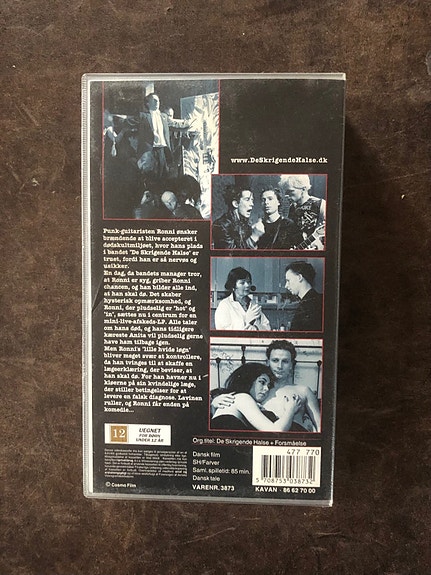 www.DeSkrigendeHalse.dk
Punk-guitaristen Ronni ønsker
brændende at blive accepteret i
dødskultmiljøet, hvor hans plads
i bandet 'De Skrigende Halse' er
truet, fordi han er så nervøs og
usikker.
En dag, da bandets manager tror,
at Ronni er syg, griber Ronni
chancen, og han bilder alle ind,
at han skal dø. Det skaber
hysterisk opmærksomhed, og
Ronni, der pludselig er 'hot' og
'in', sættes nu i centrum for en
mini-live-afskeds-LP. Alle taler
om hans død, og hans tidligere
kæreste Anita vil pludselig gerne
have ham tilbage igen.
Men Ronni's 'lille hvide løgn'
bliver meget svær at kontrollere,
da han tvinges til at skaffe en
lægeerklæring, der beviser, at
han skal dø. For han havner nu i
kløerne på sin kvindelige læge,
der stiller betingelser for at
levere en falsk diagnose. Lavinen
ruller, og Ronni får enden på
komedie...
12
UEGNET
FOR BØRN
UNDER 12 ÅR
© Cosmo Film
Org.titel: De Skrigende Halse + Forsmåelse
Dansk film
SH/Farver
Saml. spilletid: 85 min.
Dansk tale
VARENR. 3873
477 770
5 708753 038732
KAVAN - 86 62 70 00